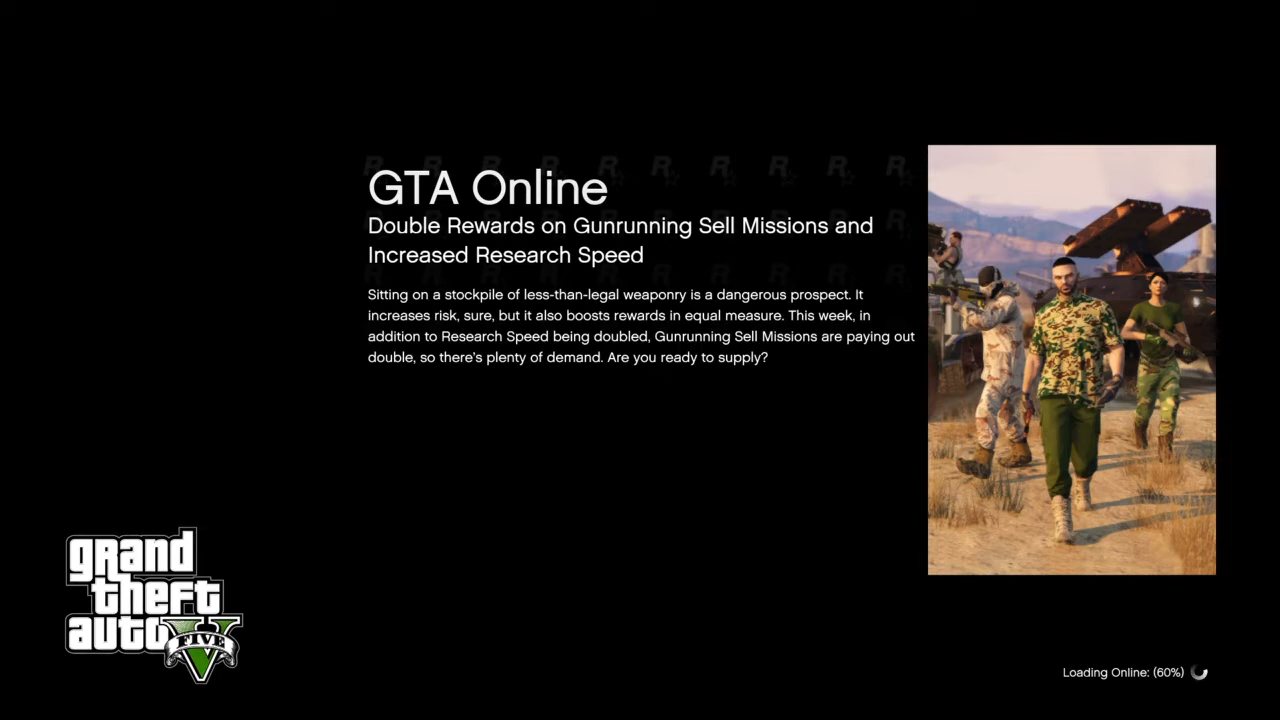 GTA Online
Double Rewards on Gunrunning Sell Missions and
Increased Research Speed
Sitting on a stockpile of less-than-legal weaponry is a dangerous prospect. It
increases risk, sure, but it also boosts rewards in equal measure. This week, in
addition to Research Speed being doubled, Gunrunning Sell Missions are paying out
double, so there's plenty of demand. Are you ready to supply?
grand
theft
auto V
FIVE
Loading Online: (60%)